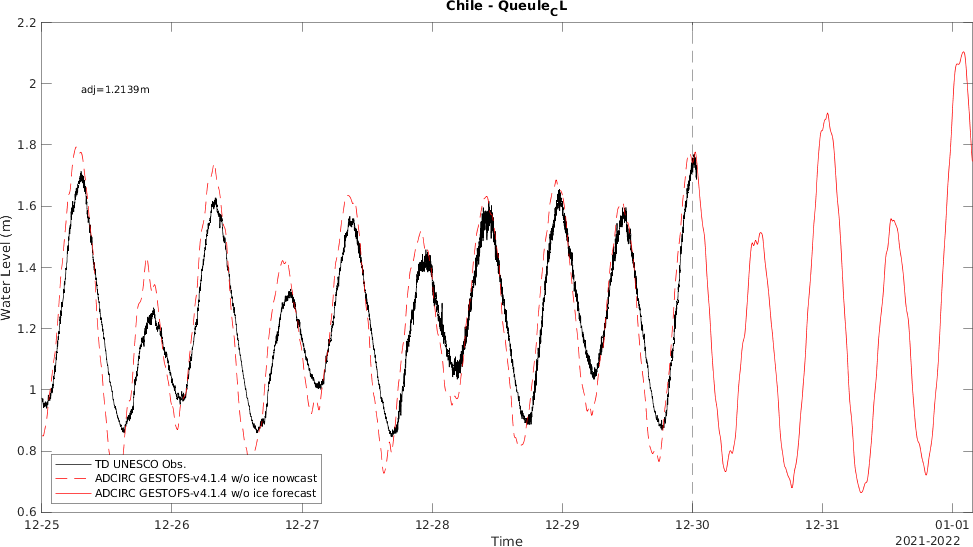 Chile - Queule_CL
2.2
2
1.8
1.6
1.4
1.2
1
0.8
0.6
Water Level (m)
adj=1.2139m
TD UNESCO Obs.
ADCIRC GESTOFS-v4.1.4 w/o ice nowcast
ADCIRC GESTOFS-v4.1.4 w/o ice forecast
12-25 12-26 12-27 12-28 12-29 12-30 12-31 01-01
Time
2021-2022